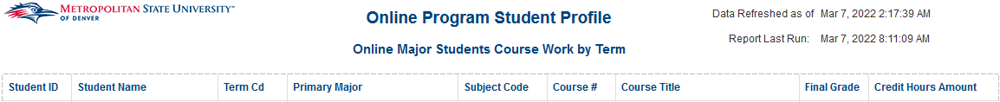 METROPOLITAN STATE UNIVERSITY™
OF DENVER
Online Program Student Profile
Online Major Students Course Work by Term
Data Refreshed as of Mar 7, 2022 2:17:39 AM
Report Last Run: Mar 7, 2022 8:11:09 AM
Student ID Student Name Term Cd Primary Major Subject Code Course # Course Title Final Grade Credit Hours Amount